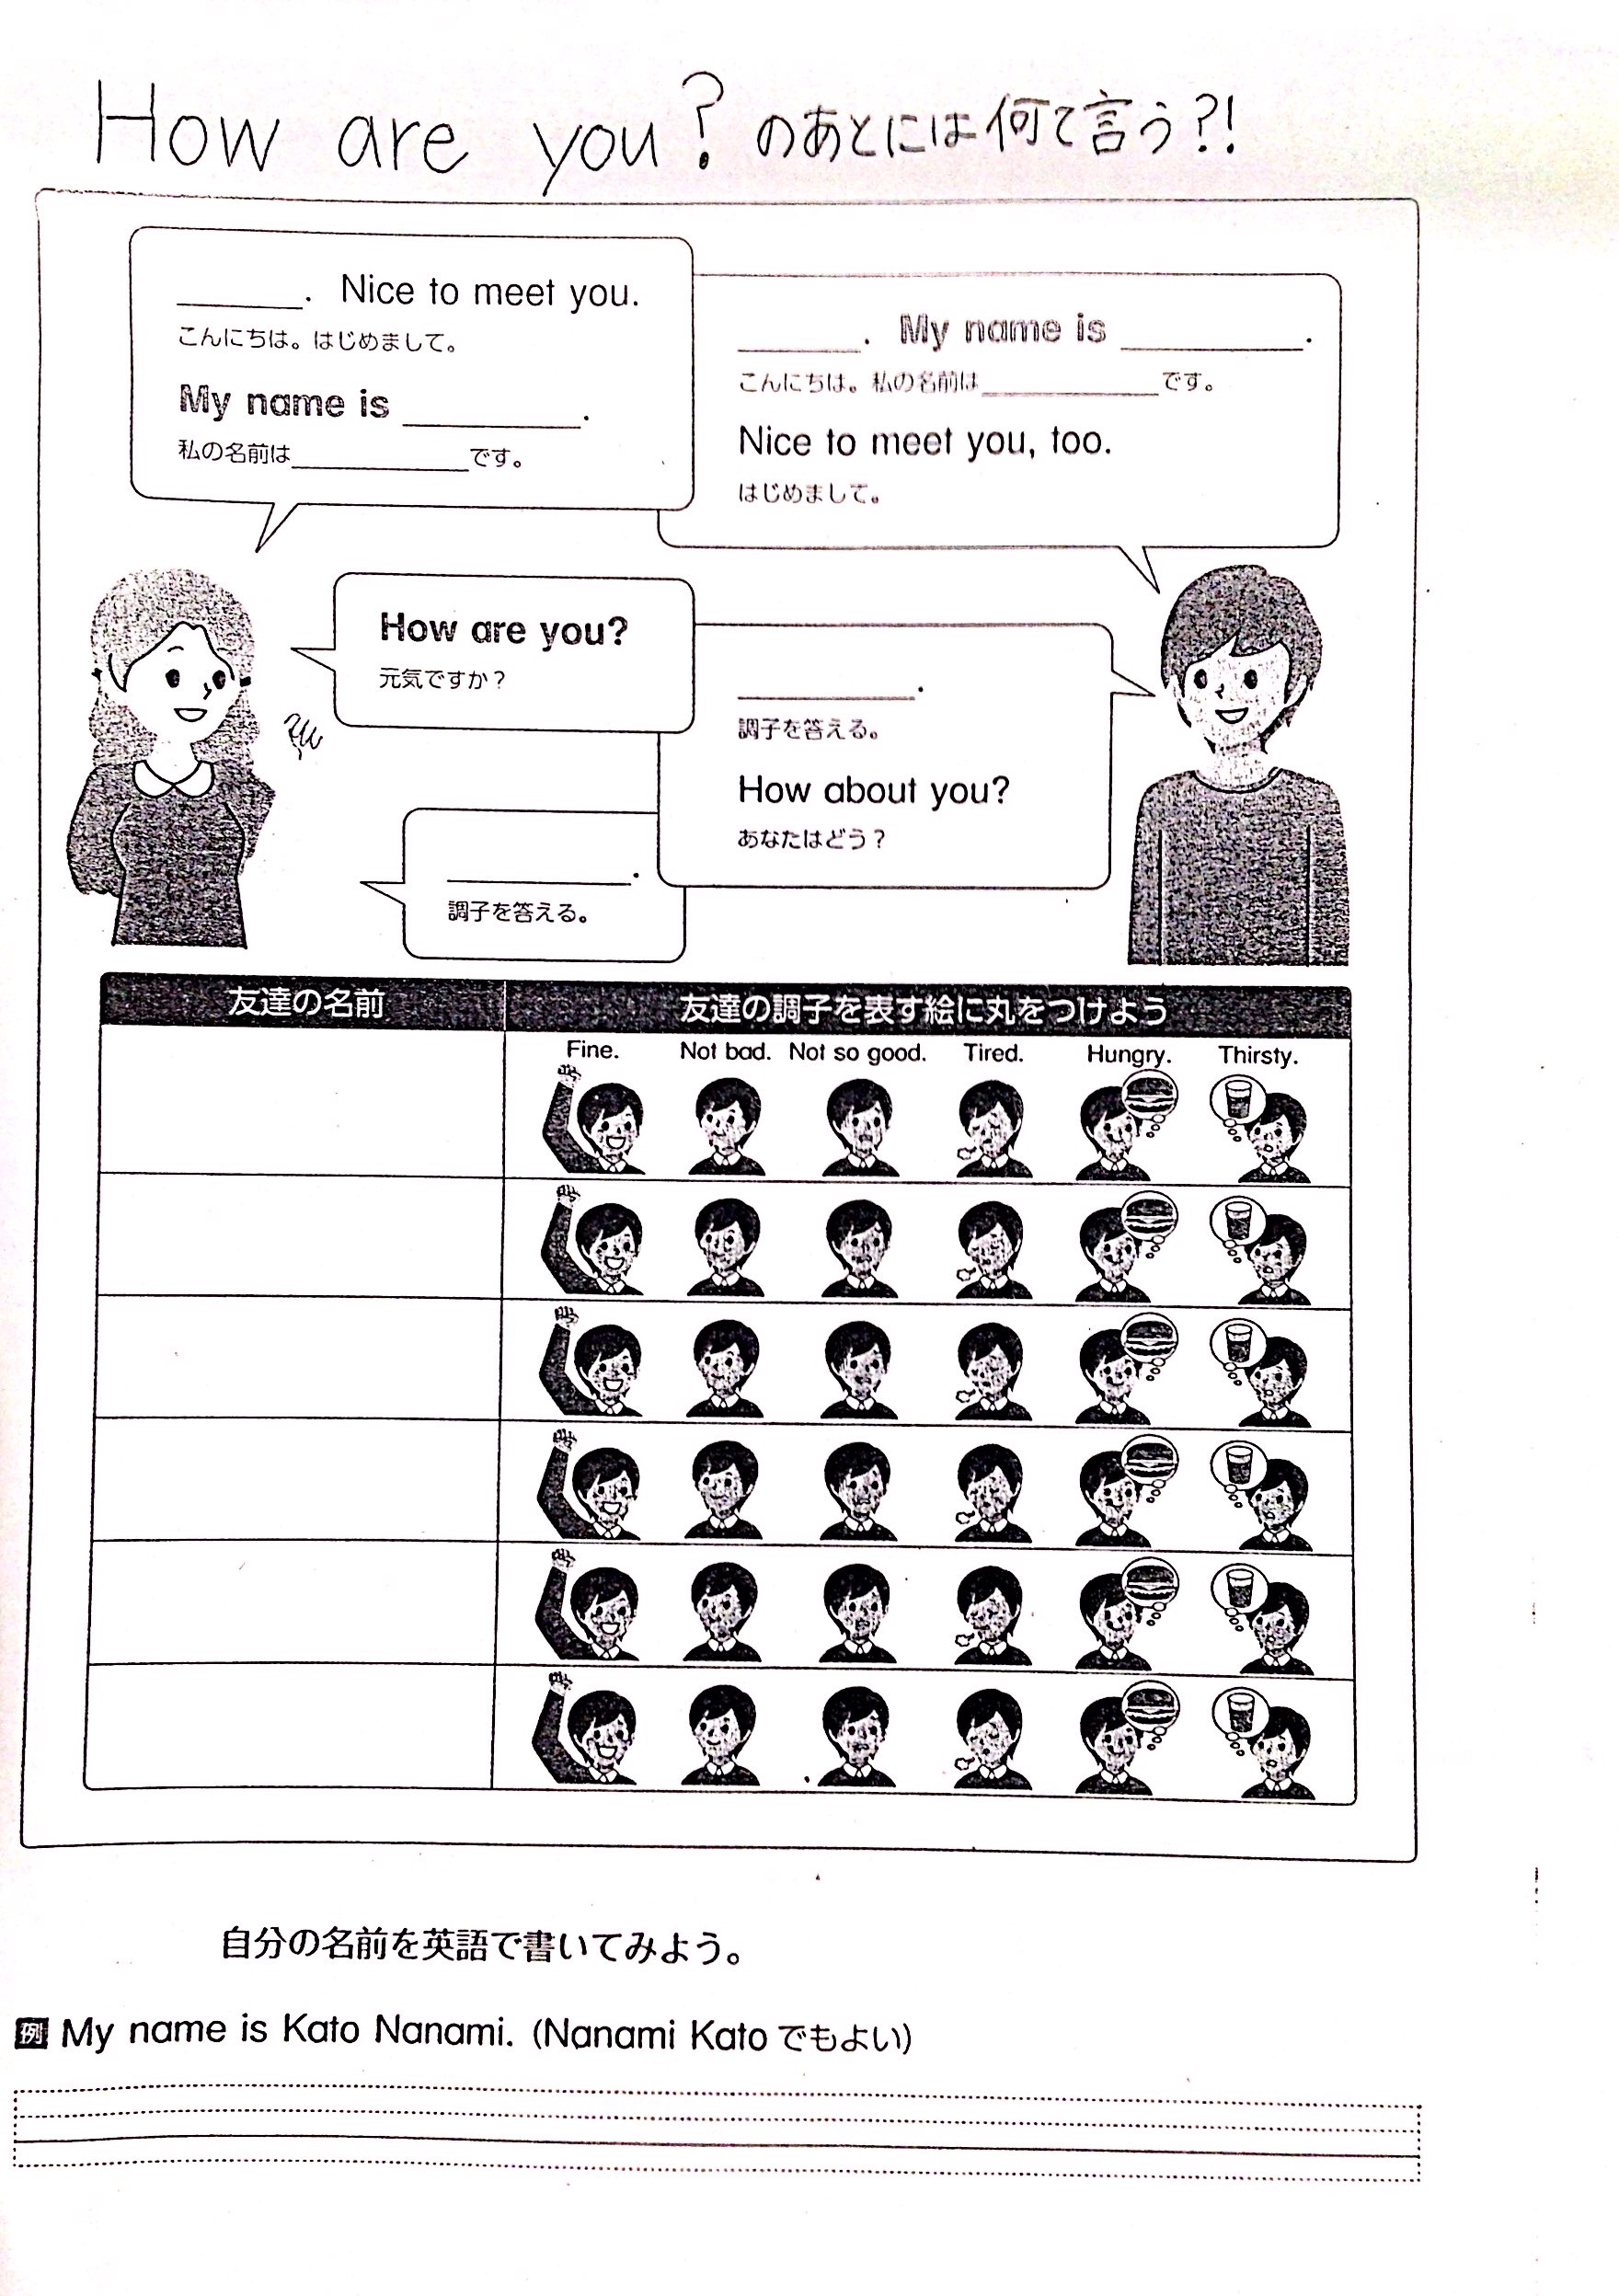 How are you? のあとには何て言う?!
______. Nice to meet you.
こんにちは。はじめまして。
My name is ________.
私の名前は________です。
______. My name is ________.
こんにちは。私の名前は________です。
Nice to meet you, too.
はじめまして。
How are you?
元気ですか？
________.
調子を答える。
How about you?
あなたはどう？
________.
調子を答える。
友達の名前 友達の調子を表す絵に丸をつけよう
Fine. Not bad. Not so good. Tired. Hungry. Thirsty.
自分の名前を英語で書いてみよう。
例 My name is Kato Nanami. (Nanami Kato でもよい)